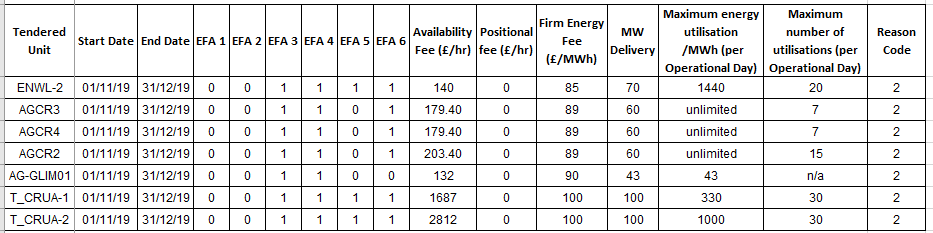 Tendered Unit Start Date End Date EFA 1 EFA 2 EFA 3 EFA 4 EFA 5 EFA 6 Availability Fee (£/hr) Positional fee (£/hr) Firm Energy Fee (£/MWh) MW Delivery Maximum energy utilisation /MWh (per Operational Day) Maximum number of utilisations (per Operational Day) Reason Code
ENWL-2 01/11/19 31/12/19 0 0 1 1 1 1 140 0 85 70 1440 20 2
AGCR3 01/11/19 31/12/19 0 0 1 1 0 1 179.40 0 89 60 unlimited 7 2
AGCR4 01/11/19 31/12/19 0 0 1 1 0 1 179.40 0 89 60 unlimited 7 2
AGCR2 01/11/19 31/12/19 0 0 1 1 0 1 203.40 0 89 60 unlimited 15 2
AG-GLIM01 01/11/19 31/12/19 0 0 1 1 0 0 132 0 90 43 43 n/a 2
T_CRUA-1 01/11/19 31/12/19 0 0 1 1 1 1 1687 0 100 100 330 30 2
T_CRUA-2 01/11/19 31/12/19 0 0 1 1 1 1 2812 0 100 100 1000 30 2